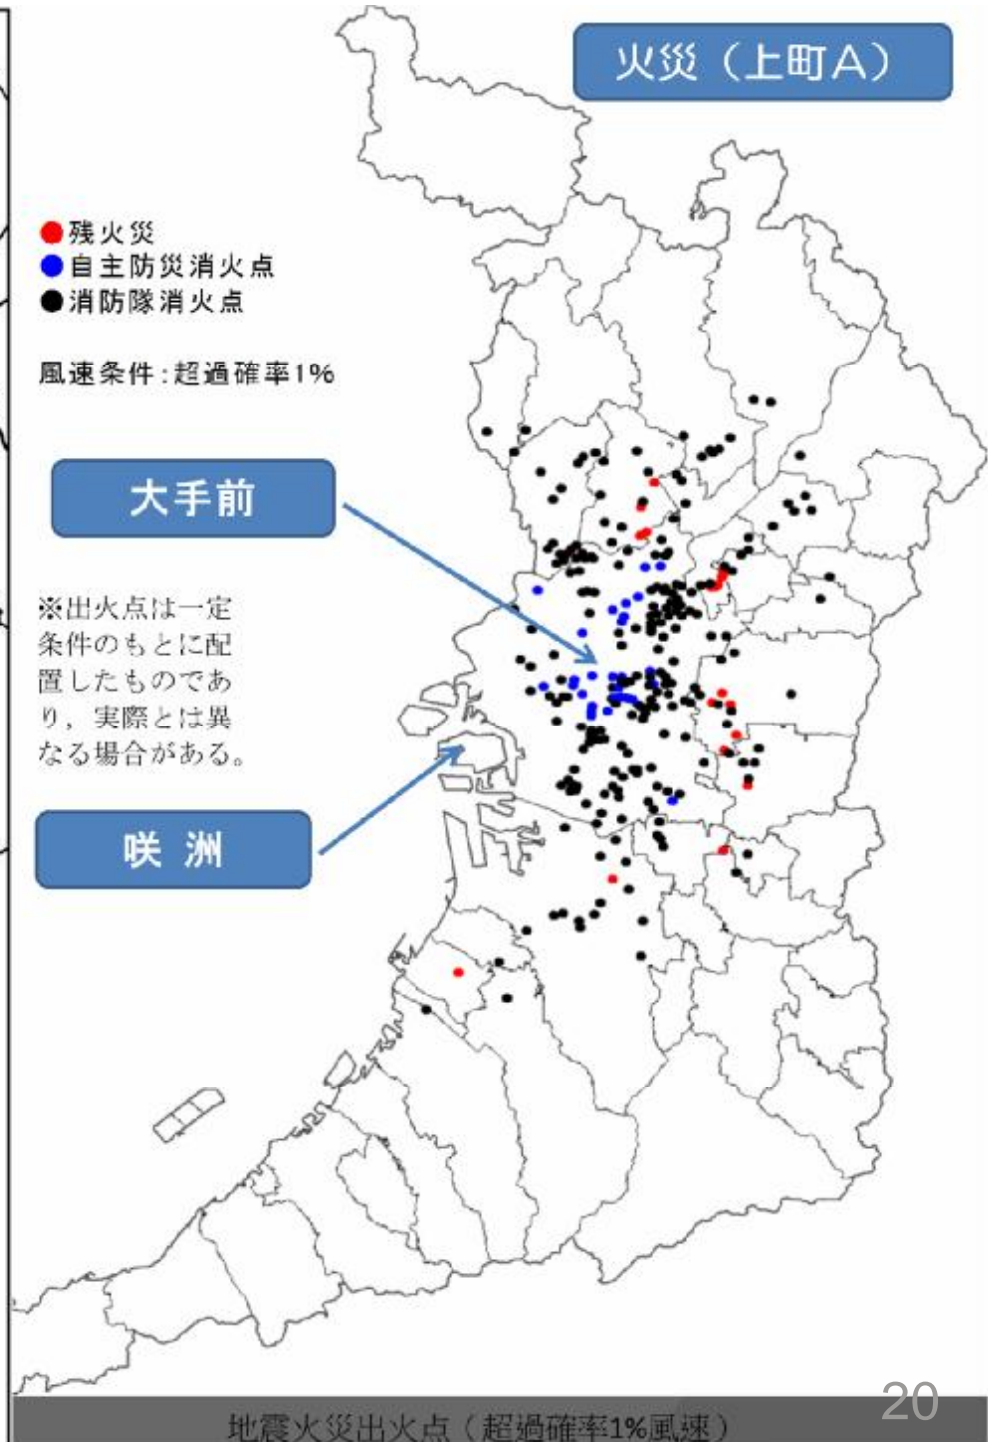 火災（上町A）
●残火災
●自主防災消火点
●消防隊消火点
風速条件:超過確率1%
大手前
※出火点は一定
条件のもとに配
置したものであ
り，実際とは異
なる場合がある。
咲 洲
20
地震火災出火点（超過確率1%風速）